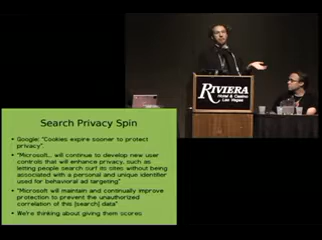 RIVIERA
Hotel & Casino
Las Vegas
Search Privacy Spin
• Google: "Cookies expire sooner to protect
privacy".
• "Microsoft... will continue to develop new user
controls that will enhance privacy, such as
letting people search surf its sites without being
associated with a personal and unique identifier
used for behavioral ad targeting"
• "Microsoft will maintain and continually improve
protection to prevent the unauthorized
correlation of this [search] data"
• We're thinking about giving them scores